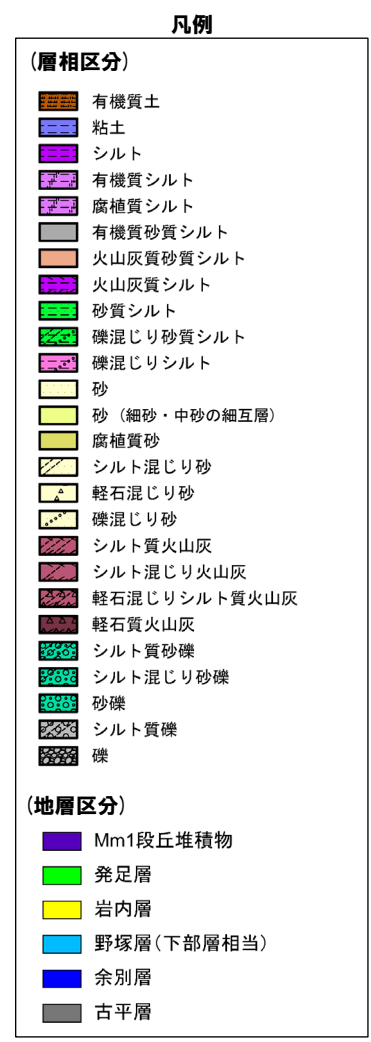 凡例
(層相区分)
有機質土
粘土
シルト
有機質シルト
腐植質シルト
有機質砂質シルト
火山灰質砂質シルト
火山灰質シルト
砂質シルト
礫混じり砂質シルト
礫混じりシルト
砂
砂（細砂・中砂の細互層）
腐植質砂
シルト混じり砂
軽石混じり砂
礫混じり砂
シルト質火山灰
シルト混じり火山灰
軽石混じりシルト質火山灰
軽石質火山灰
シルト質砂礫
シルト混じり砂礫
砂礫
シルト質礫
礫
(地層区分)
Mm1段丘堆積物
発足層
岩内層
野塚層(下部層相当)
余別層
古平層